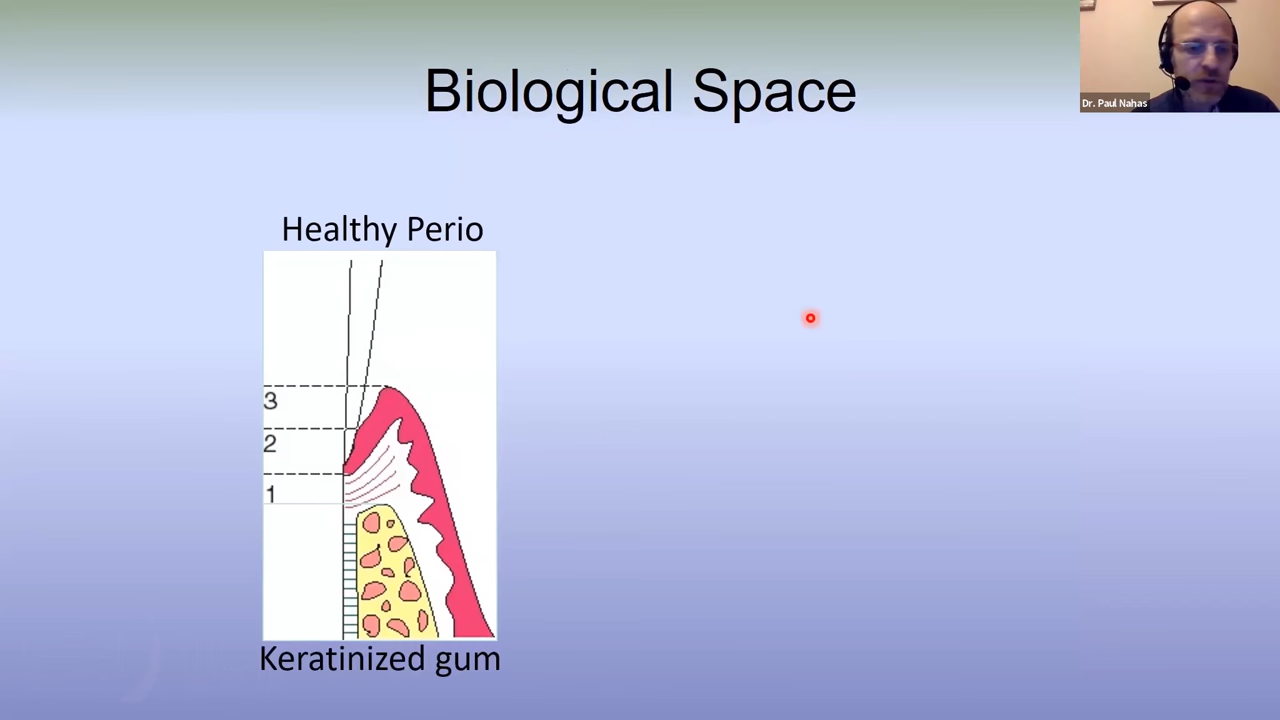 Biological Space
Dr. Paul Nahas
Healthy Perio
3
2
1
Keratinized gum